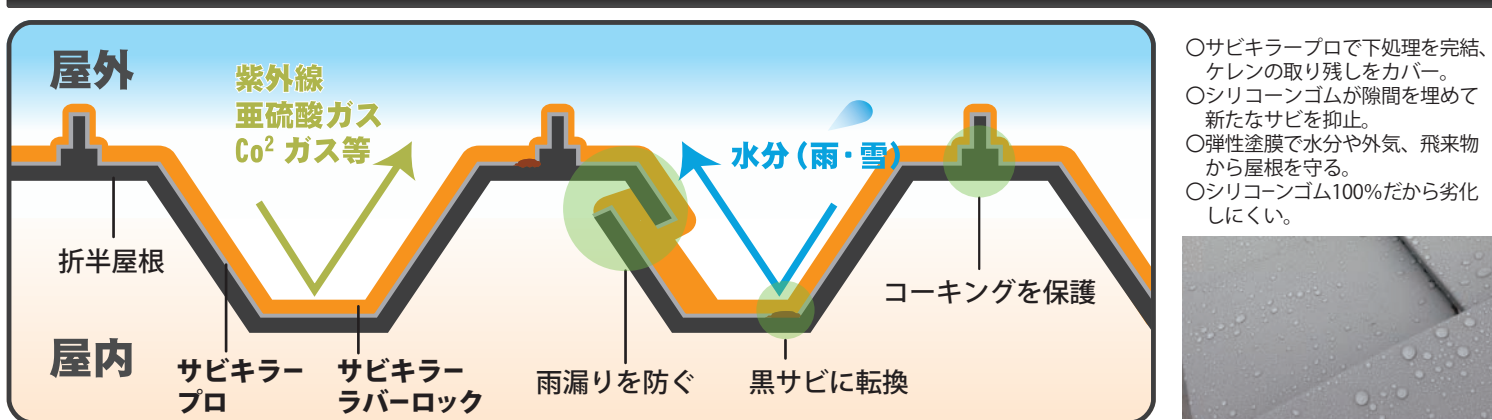 屋外
紫外線
亜硫酸ガス
Co² ガス等
水分（雨・雪）
折半屋根
コーキングを保護
屋内
サビキラー
プロ
サビキラー
ラバーロック
雨漏りを防ぐ
黒サビに転換
〇サビキラープロで下処理を完結、
ケレンの取り残しをカバー。
〇シリコーンゴムが隙間を埋めて
新たなサビを抑止。
〇弾性塗膜で水分や外気、飛来物
から屋根を守る。
〇シリコーンゴム100%だから劣化
しにくい。